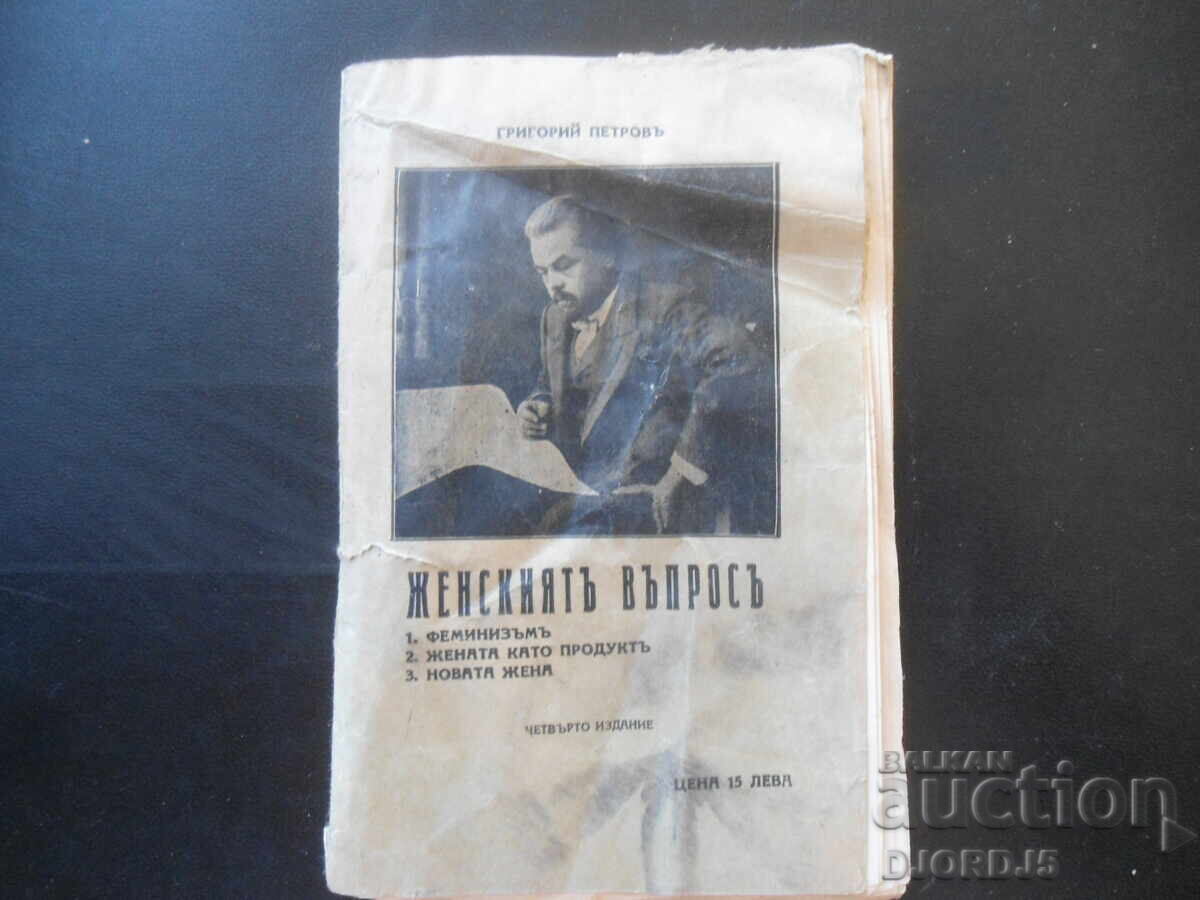 ГРИГОРИЙ ПЕТРОВЪ
ЖЕНСКИЯТЪ ВЪПРОСЪ
1. ФЕМИНИЗЪМЪ
2. ЖЕНАТА КАТО ПРОДУКТЪ
3. НОВАТА ЖЕНА
ЧЕТВЪРТО ИЗДАНИЕ
ЦЕНА 15 ЛЕВА
BALKAN
auction
DJORDJ5